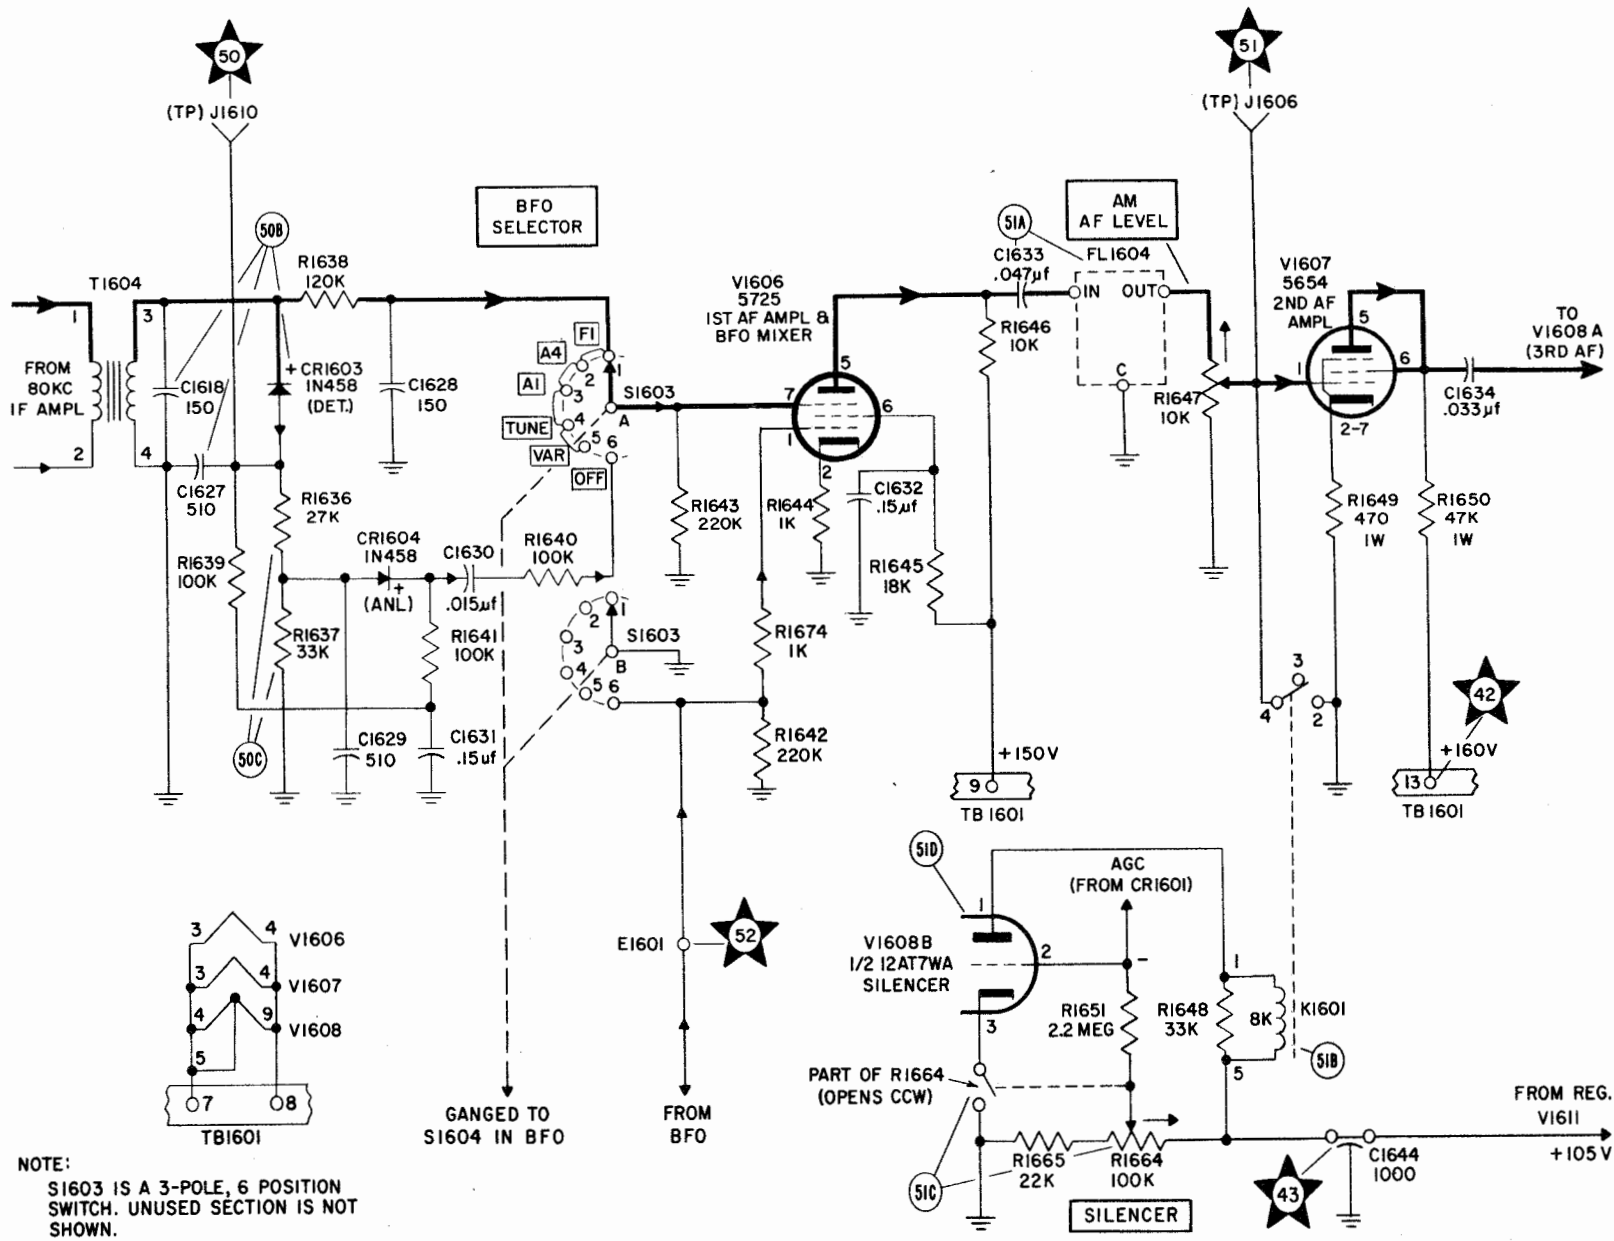 50
51
(TP) J1610
(TP) J1606
BFO
SELECTOR
AM
AF LEVEL
50B
51A
T1604
R1638
120K
C1633
.047µf
FL1604
V1606
5725
1ST AF AMPL &
BFO MIXER
V1607
5654
2ND AF
AMPL
1
3
IN
OUT
5
TO
V1608A
(3RD AF)
FROM
80KC
IF AMPL
C1618
150
+
CR1603
1N458
(DET.)
C1628
150
F1
A4
A1
TUNE
VAR
OFF
1
2
3
4
5
6
S1603
A
5
7
6
1
2
R1646
10K
C
R1647
10K
1
6
2-7
C1634
.033µf
2
4
C1627
510
R1636
27K
R1643
220K
R1644
1K
C1632
.15µf
R1649
470
1W
R1650
47K
1W
R1639
100K
CR1604
1N458
+
(ANL)
C1630
.015µf
R1640
100K
R1645
18K
R1637
33K
R1641
100K
1
2
3
4
5
6
S1603
B
R1674
1K
3
4
2
42
50C
C1629
510
C1631
.15uf
R1642
220K
+150V
9
TB1601
+160V
13
TB1601
51D
AGC
(FROM CR1601)
1
3
4
V1606
3
4
V1607
4
9
V1608
5
7
8
TB1601
E1601
52
V1608B
1/2 12AT7WA
SILENCER
2
-
3
R1651
2.2 MEG
R1648
33K
1
8K
K1601
5
51B
PART OF R1664
(OPENS CCW)
GANGED TO
S1604 IN BFO
FROM
BFO
FROM REG.
V1611
+105V
R1665
22K
R1664
100K
C1644
1000
51C
43
SILENCER
NOTE:
S1603 IS A 3-POLE, 6 POSITION
SWITCH. UNUSED SECTION IS NOT
SHOWN.